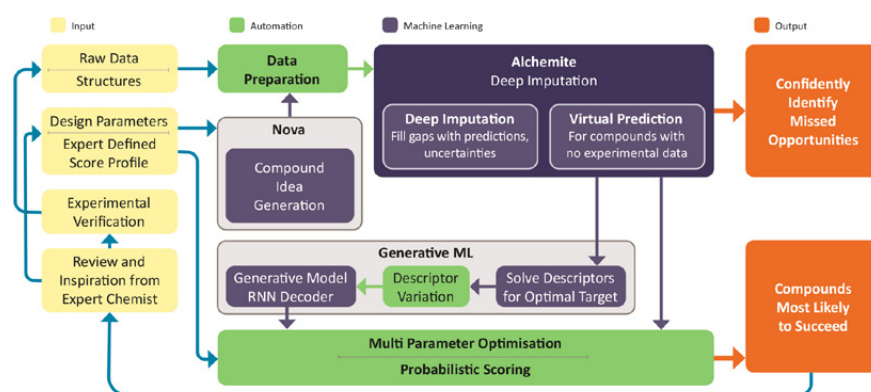 Input
Automation
Machine Learning
Output
Raw Data
Structures
Data
Preparation
Alchemite
Deep Imputation
Confidently
Identify
Missed
Opportunities
Design Parameters
Expert Defined
Score Profile
Nova
Compound
Idea
Generation
Deep Imputation
Fill gaps with predictions,
uncertainties
Virtual Prediction
For compounds with
no experimental data
Experimental
Verification
Review and
Inspiration from
Expert Chemist
Generative ML
Generative Model
RNN Decoder
Descriptor
Variation
Solve Descriptors
for Optimal Target
Compounds
Most Likely
to Succeed
Multi Parameter Optimisation
Probabilistic Scoring